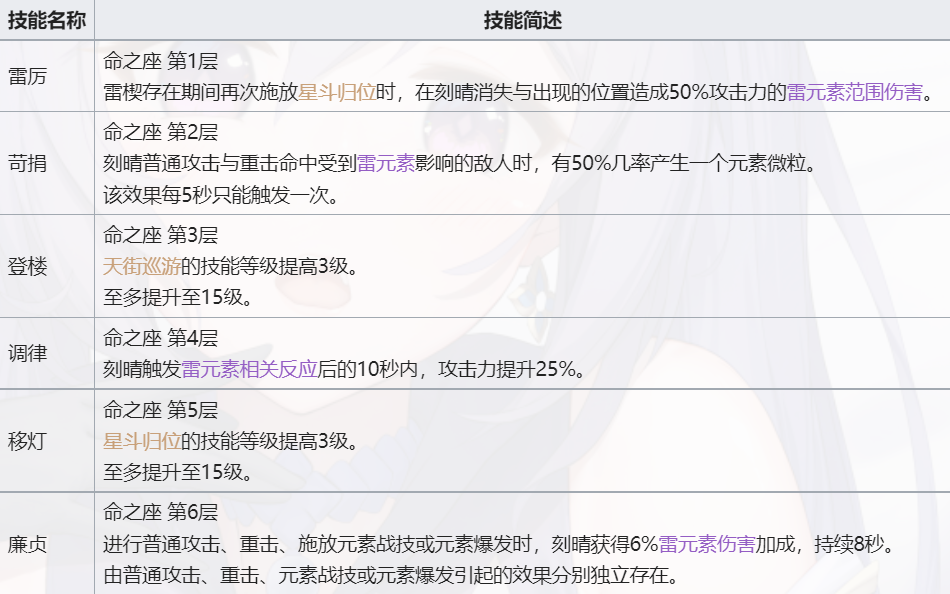 技能名称
技能简述
雷厉
命之座 第1层
雷楔存在期间再次施放星斗归位时，在刻晴消失与出现的位置造成50%攻击力的雷元素范围伤害。
苛捐
命之座 第2层
刻晴普通攻击与重击命中受到雷元素影响的敌人时，有50%几率产生一个元素微粒。
该效果每5秒只能触发一次。
登楼
命之座 第3层
天街巡游的技能等级提高3级。
至多提升至15级。
调律
命之座 第4层
刻晴触发雷元素相关反应后的10秒内，攻击力提升25%。
移灯
命之座 第5层
星斗归位的技能等级提高3级。
至多提升至15级。
廉贞
命之座 第6层
进行普通攻击、重击、施放元素战技或元素爆发时，刻晴获得6%雷元素伤害加成，持续8秒。
由普通攻击、重击、元素战技或元素爆发引起的效果分别独立存在。